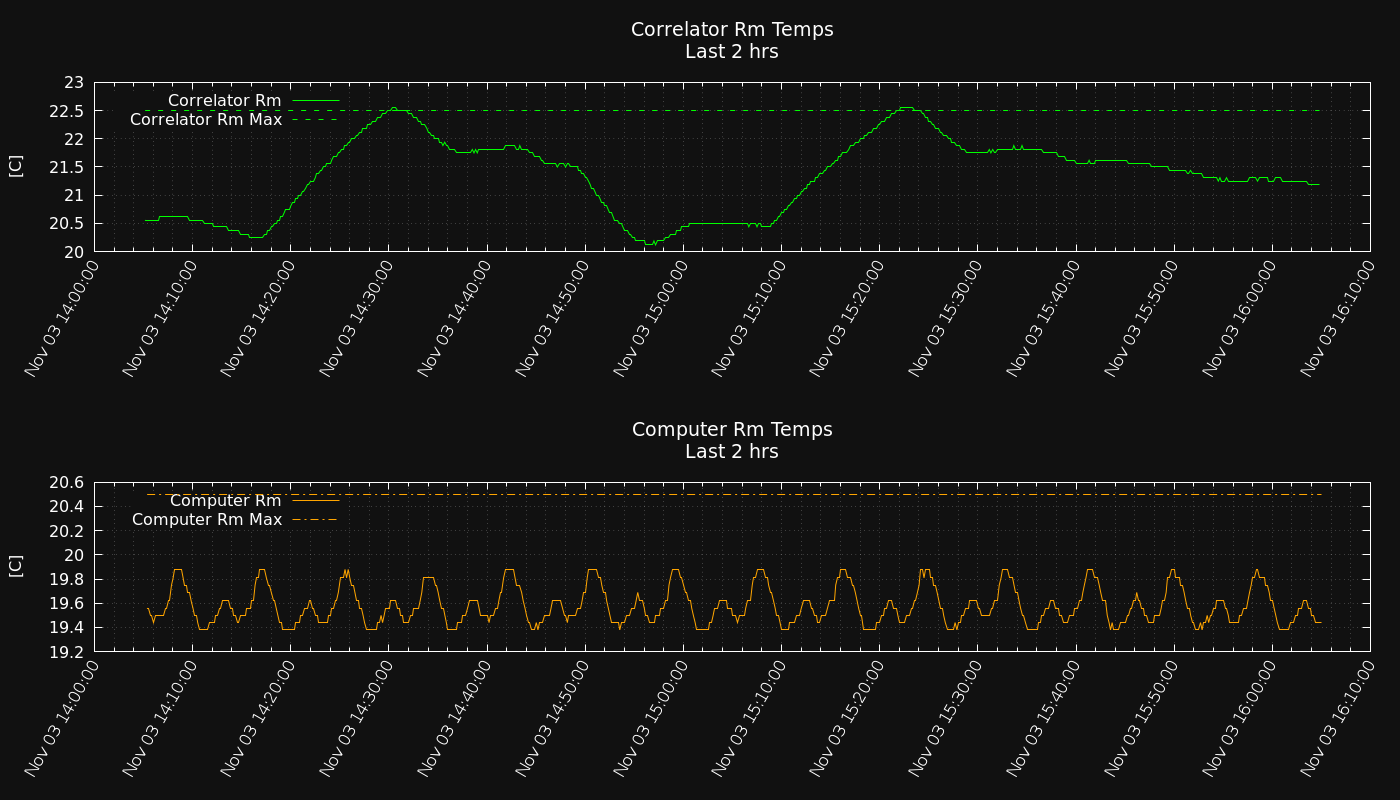 Correlator Rm Temps
Last 2 hrs
23
22.5
22
21.5
21
20.5
20
[C]
Correlator Rm
Correlator Rm Max
Nov 03 14:00:00
Nov 03 14:10:00
Nov 03 14:20:00
Nov 03 14:30:00
Nov 03 14:40:00
Nov 03 14:50:00
Nov 03 15:00:00
Nov 03 15:10:00
Nov 03 15:20:00
Nov 03 15:30:00
Nov 03 15:40:00
Nov 03 15:50:00
Nov 03 16:00:00
Nov 03 16:10:00
Computer Rm Temps
Last 2 hrs
20.6
20.4
20.2
20
19.8
19.6
19.4
19.2
[C]
Computer Rm
Computer Rm Max
Nov 03 14:00:00
Nov 03 14:10:00
Nov 03 14:20:00
Nov 03 14:30:00
Nov 03 14:40:00
Nov 03 14:50:00
Nov 03 15:00:00
Nov 03 15:10:00
Nov 03 15:20:00
Nov 03 15:30:00
Nov 03 15:40:00
Nov 03 15:50:00
Nov 03 16:00:00
Nov 03 16:10:00